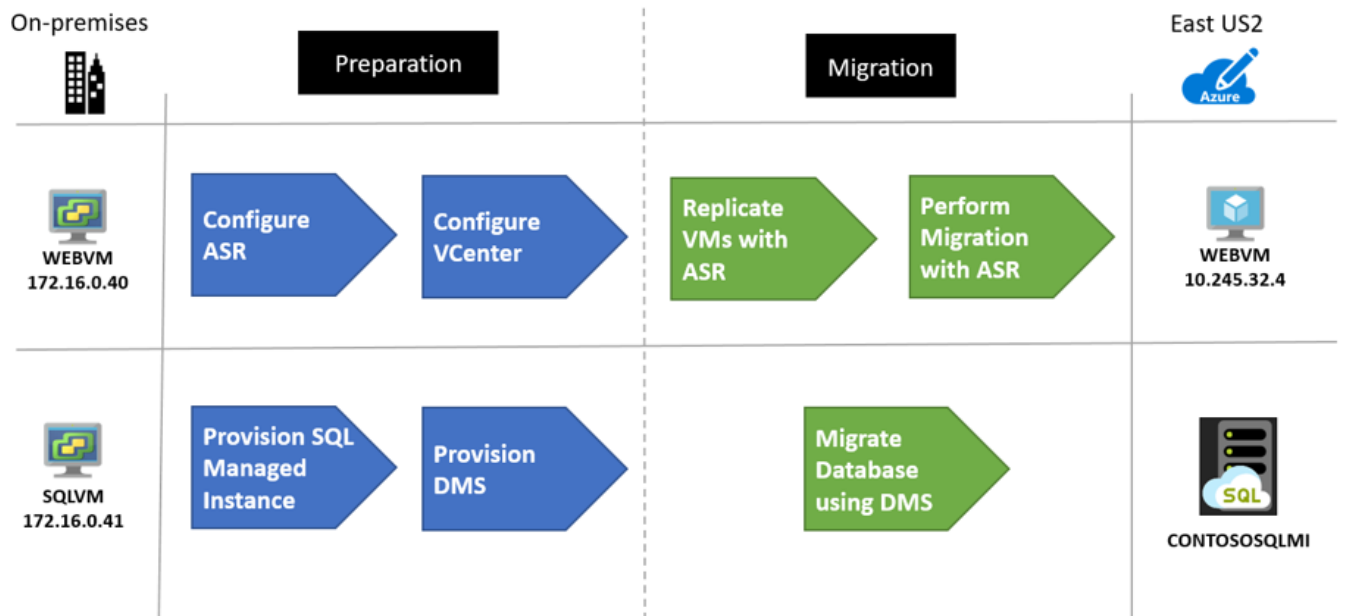 On-premises
Preparation
Migration
East US2
Azure
WEBVM
172.16.0.40
Configure
ASR
Configure
VCenter
Replicate
VMs with
ASR
Perform
Migration
with ASR
WEBVM
10.245.32.4
SQLVM
172.16.0.41
Provision SQL
Managed
Instance
Provision
DMS
Migrate
Database
using DMS
SQL
CONTOSOSQLMI